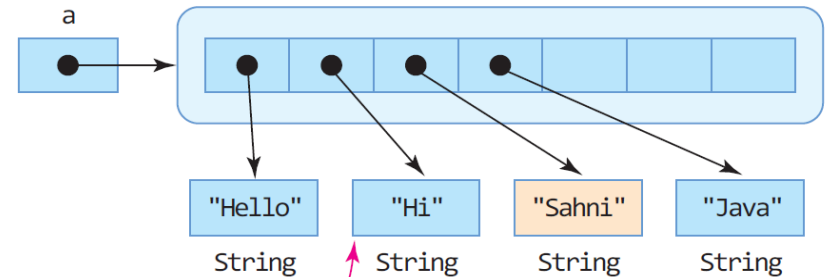 a
"Hello" "Hi" "Sahni" "Java"
String String String String